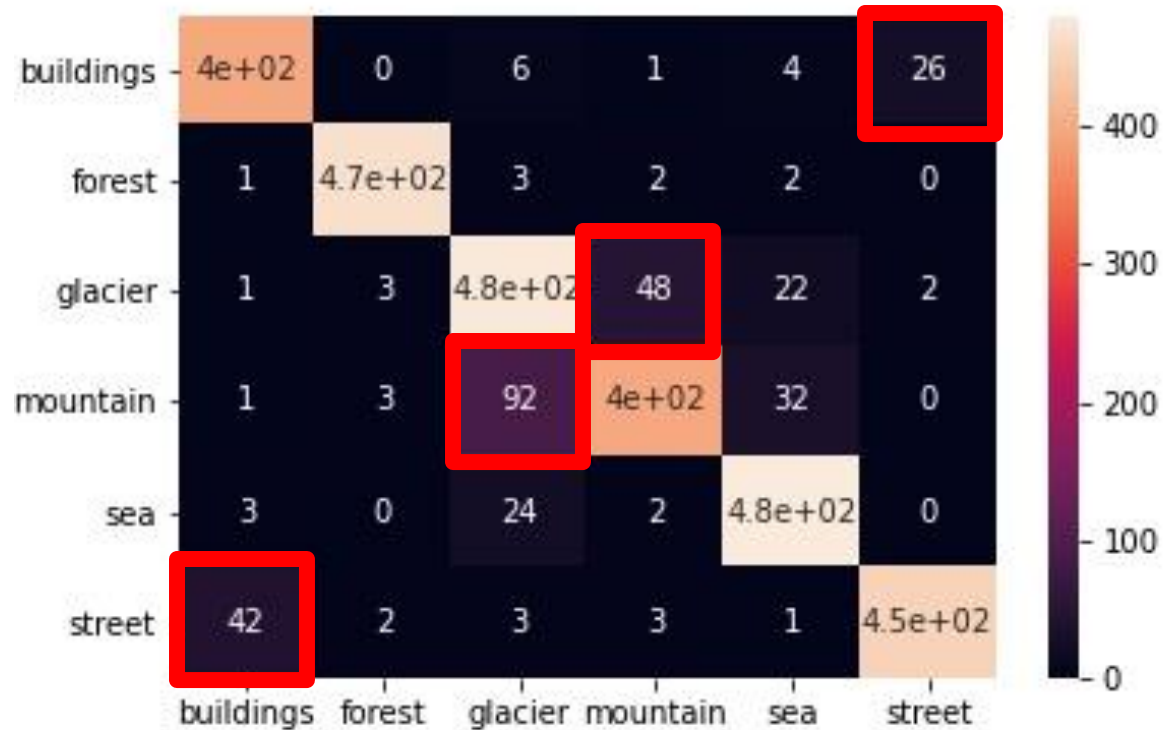 buildings 4e+02 0 6 1 4 26
400
forest 1 4.7e+02 3 2 2 0
glacier 1 3 4.8e+02 48 22 2
300
mountain 1 3 92 4e+02 32 0
200
sea 3 0 24 2 4.8e+02 0
100
street 42 2 3 3 1 4.5e+02
0
buildings forest glacier mountain sea street